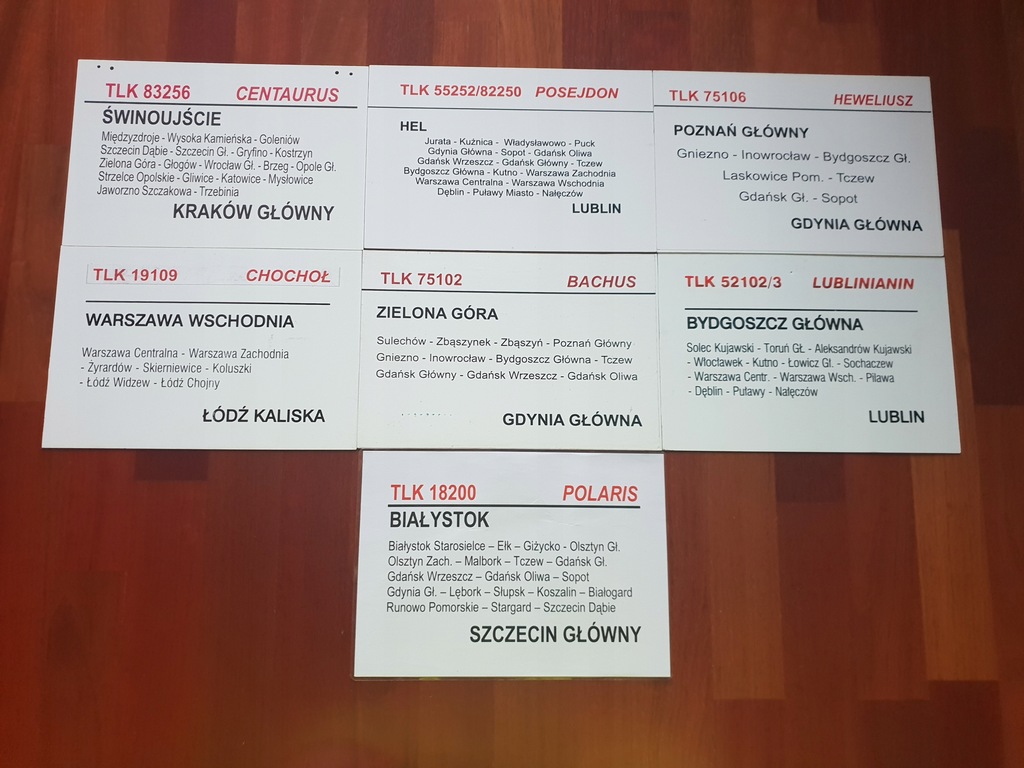 TLK 83256 CENTAURUS
ŚWINOUJŚCIE
Międzyzdroje - Wysoka Kamieńska - Goleniów
Szczecin Dąbie - Szczecin Gł. - Gryfino - Kostrzyn
Zielona Góra - Głogów - Wrocław Gł. - Brzeg - Opole Gł.
Strzelce Opolskie - Gliwice - Katowice - Mysłowice
Jaworzno Szczakowa - Trzebinia
KRAKÓW GŁÓWNY
TLK 55252/82250 POSEJDON
HEL
Jurata - Kuźnica - Władysławowo - Puck
Gdynia Główna - Sopot - Gdańsk Oliwa
Gdańsk Wrzeszcz - Gdańsk Główny - Tczew
Bydgoszcz Główna - Kutno - Warszawa Zachodnia
Warszawa Centralna - Warszawa Wschodnia
Dęblin - Puławy Miasto - Nałęczów
LUBLIN
TLK 75106 HEWELIUSZ
POZNAŃ GŁÓWNY
Gniezno - Inowrocław - Bydgoszcz Gł.
Laskowice Pom. - Tczew
Gdańsk Gł. - Sopot
GDYNIA GŁÓWNA
TLK 19109 CHOCHOŁ
WARSZAWA WSCHODNIA
Warszawa Centralna - Warszawa Zachodnia
- Żyrardów - Skierniewice - Koluszki
- Łódź Widzew - Łódź Chojny
ŁÓDŹ KALISKA
TLK 75102 BACHUS
ZIELONA GÓRA
Sulechów - Zbąszynek - Zbąszyń - Poznań Główny
Gniezno - Inowrocław - Bydgoszcz Główna - Tczew
Gdańsk Główny - Gdańsk Wrzeszcz - Gdańsk Oliwa
GDYNIA GŁÓWNA
TLK 52102/3 LUBLINIANIN
BYDGOSZCZ GŁÓWNA
Solec Kujawski - Toruń GŁ. - Aleksandrów Kujawski
- Włocławek - Kutno - Łowicz Gł. - Sochaczew
- Warszawa Centr. - Warszawa Wsch. - Piława
- Dęblin - Puławy - Nałęczów
LUBLIN
TLK 18200 POLARIS
BIAŁYSTOK
Białystok Starosielce – Ełk – Giżycko - Olsztyn Gł.
Olsztyn Zach. – Malbork – Tczew – Gdańsk Gł.
Gdańsk Wrzeszcz – Gdańsk Oliwa – Sopot
Gdynia Gł. – Lębork – Słupsk – Koszalin – Białogard
Runowo Pomorskie – Stargard – Szczecin Dąbie
SZCZECIN GŁÓWNY